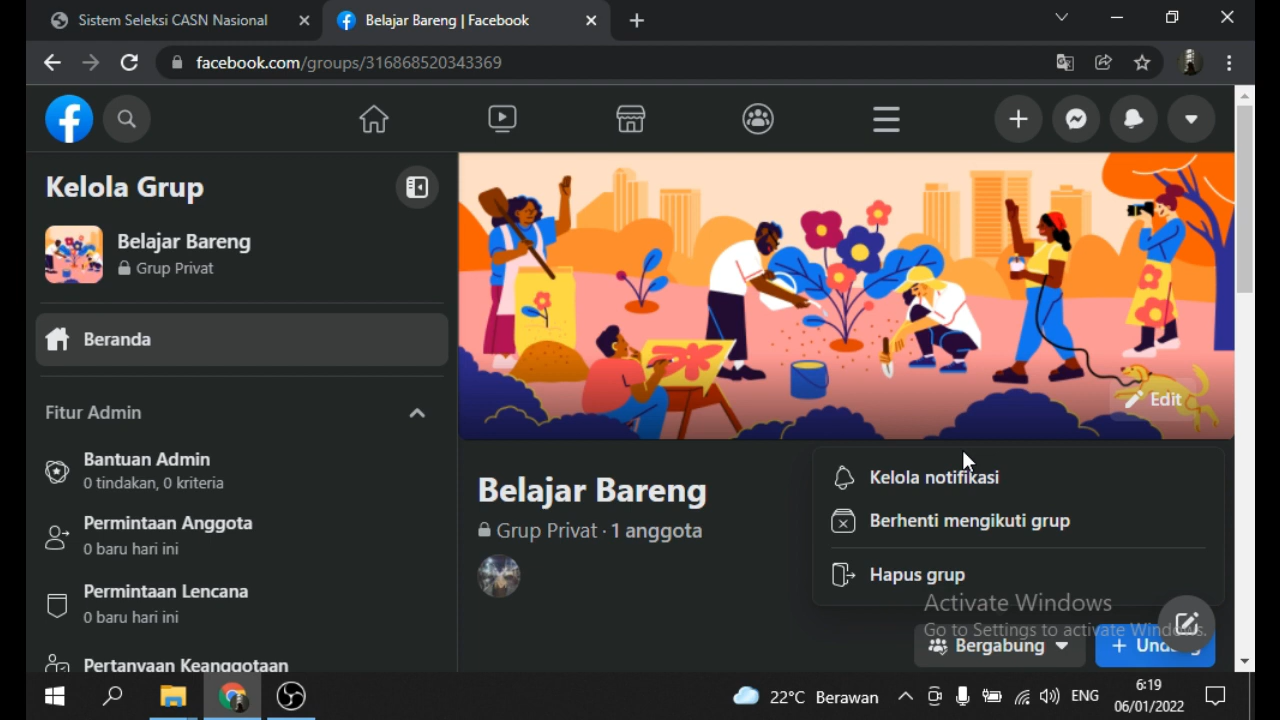 Sistem Seleksi CASN Nasional
Belajar Bareng | Facebook
facebook.com/groups/316868520343369
Kelola Grup
Belajar Bareng
Grup Privat
Beranda
Fitur Admin
Bantuan Admin
0 tindakan, 0 kriteria
Permintaan Anggota
0 baru hari ini
Permintaan Lencana
0 baru hari ini
Pertanyaan Keanggotaan
Edit
Belajar Bareng
Grup Privat · 1 anggota
Kelola notifikasi
Berhenti mengikuti grup
Hapus grup
Activate Windows
Go to Settings to activate Windows.
Bergabung
+
22°C Berawan
ENG
6:19
06/01/2022